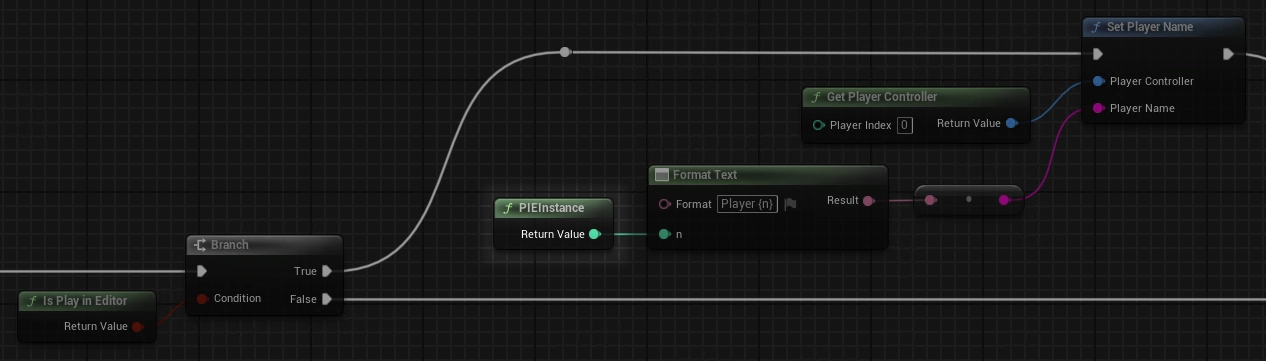 Set Player Name
Player Controller
Player Name
Get Player Controller
Player Index 0 Return Value
Format Text
Format Player {n} Result
n
PIEInstance
Return Value
Branch
True
Condition False
Is Play in Editor
Return Value